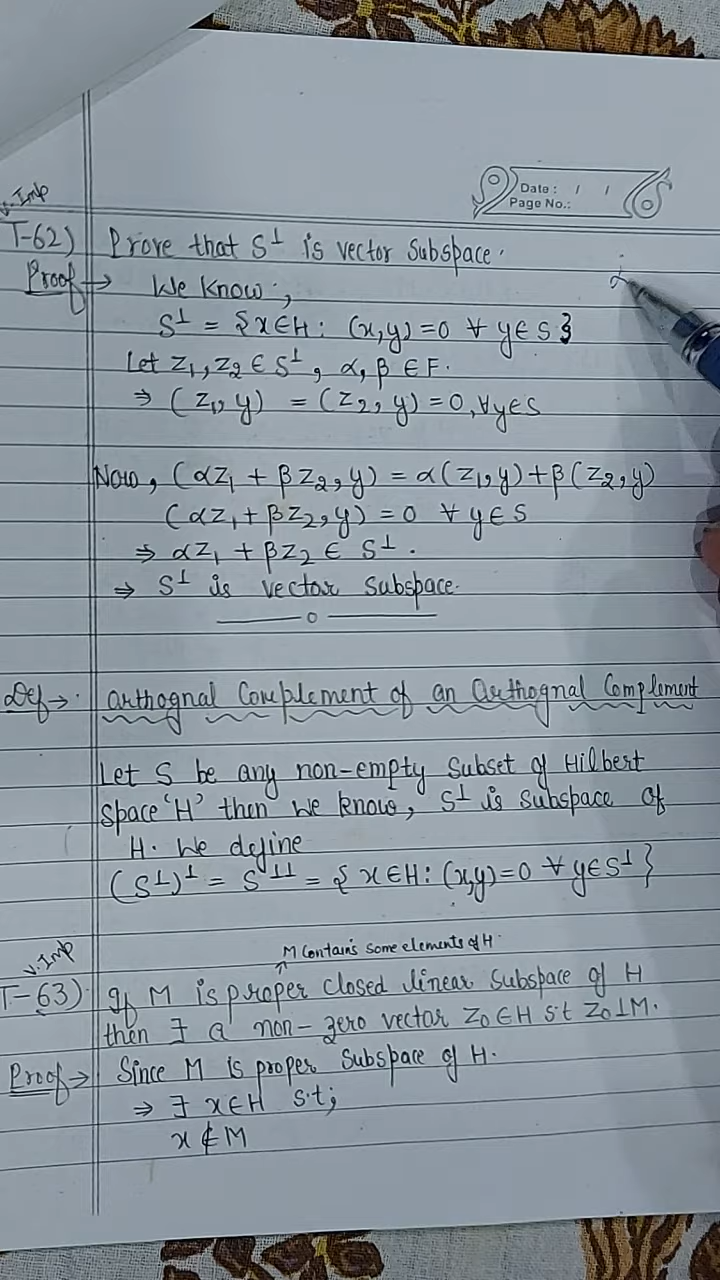 Date : / /
Page No.:
v. Imp
T-62) Prove that S⊥ is vector Subspace.
Proof → We Know;
S⊥ = {x∈H : (x,y)=0 ∀ y∈S}
Let z₁,z₂ ∈ S⊥, α,β ∈ F.
⇒ (z₁,y) = (z₂,y) = 0, ∀y∈S
Now, (αz₁ + βz₂,y) = α(z₁,y)+β(z₂,y)
(αz₁+βz₂,y) = 0 ∀ y∈S
⇒ αz₁ + βz₂ ∈ S⊥.
⇒ S⊥ is vector Subspace.
Def →: Orthognal Complement of an Orthognal Complement
Let S be any non-empty Subset of Hilbert
Space 'H' then we know, S⊥ is subspace of
H. We define
(S⊥)⊥ = S⊥⊥ = {x∈H: (x,y)=0 ∀ y∈S⊥}
M Contains some elements of H.
V. Imp
T-63) If M is proper closed linear Subspace of H
then ∃ a non-zero vector z₀∈H s.t z₀⊥M.
Proof → Since M is proper Subspace of H.
⇒ ∃ x∈H s.t;
x∉M